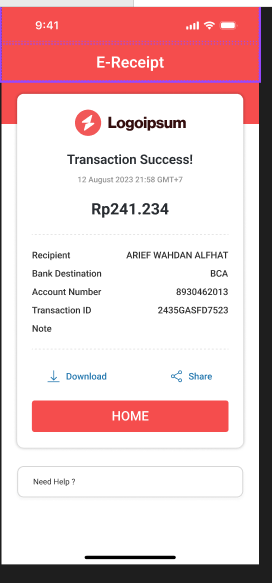 9:41
E-Receipt
Logoipsum
Transaction Success!
12 August 2023 21:58 GMT+7
Rp241.234
Recipient ARIEF WAHDAN ALFHAT
Bank Destination BCA
Account Number 8930462013
Transaction ID 2435GASFD7523
Note
Download Share
HOME
Need Help ?